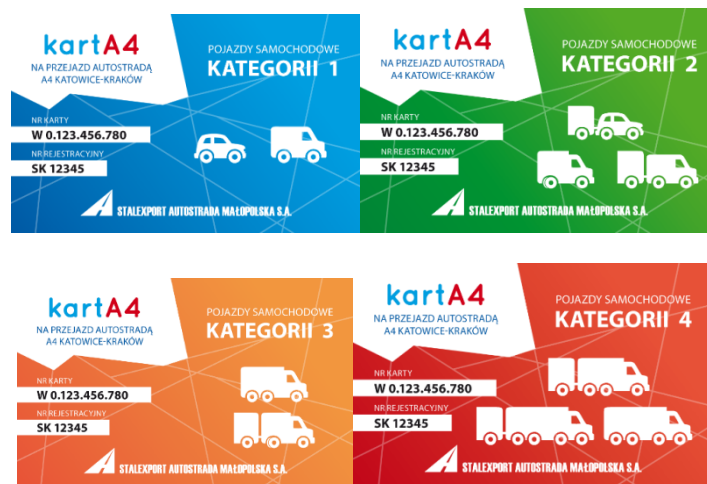 kartA4
NA PRZEJAZD AUTOSTRADĄ
A4 KATOWICE-KRAKÓW
POJAZDY SAMOCHODOWE
KATEGORII 1
NR KARTY
W 0.123.456.780
NR REJESTRACYJNY
SK 12345
STALEXPORT AUTOSTRADA MAŁOPOLSKA S.A.
kartA4
NA PRZEJAZD AUTOSTRADĄ
A4 KATOWICE-KRAKÓW
POJAZDY SAMOCHODOWE
KATEGORII 2
NR KARTY
W 0.123.456.780
NR REJESTRACYJNY
SK 12345
STALEXPORT AUTOSTRADA MAŁOPOLSKA S.A.
kartA4
NA PRZEJAZD AUTOSTRADĄ
A4 KATOWICE-KRAKÓW
POJAZDY SAMOCHODOWE
KATEGORII 3
NR KARTY
W 0.123.456.780
NR REJESTRACYJNY
SK 12345
STALEXPORT AUTOSTRADA MAŁOPOLSKA S.A.
kartA4
NA PRZEJAZD AUTOSTRADĄ
A4 KATOWICE-KRAKÓW
POJAZDY SAMOCHODOWE
KATEGORII 4
NR KARTY
W 0.123.456.780
NR REJESTRACYJNY
SK 12345
STALEXPORT AUTOSTRADA MAŁOPOLSKA S.A.